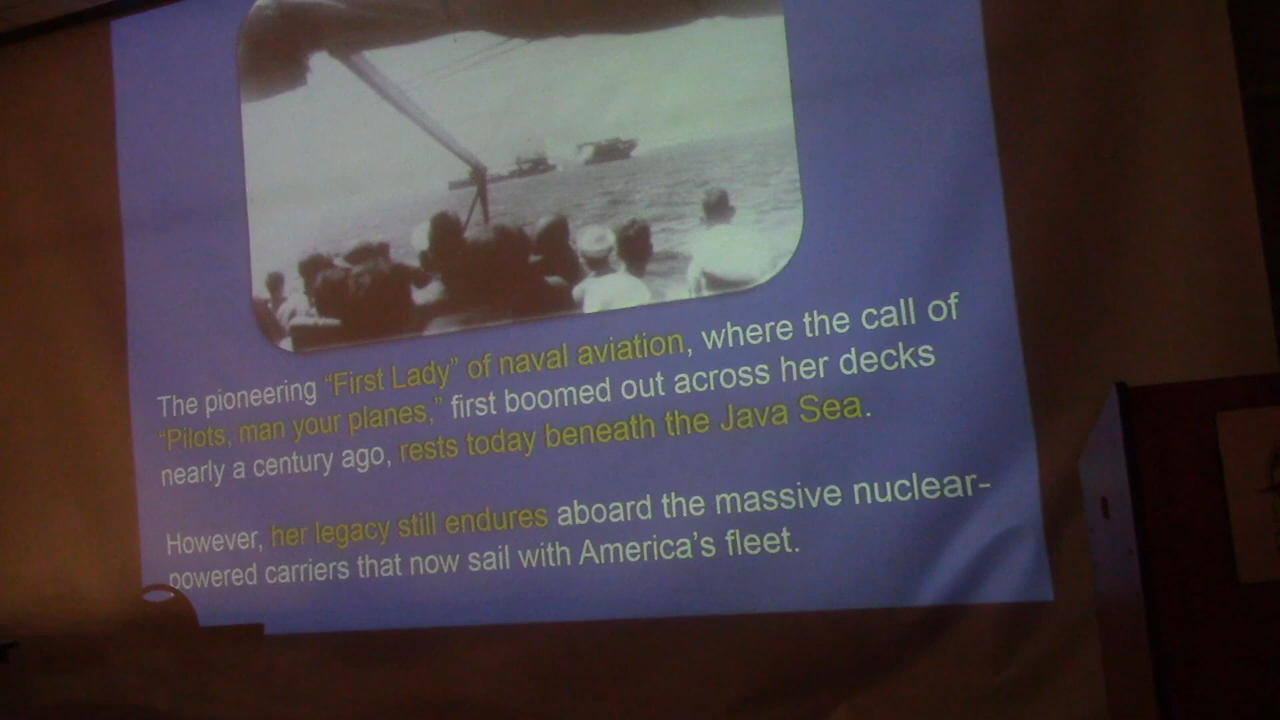 The pioneering “First Lady” of naval aviation, where the call of
“Pilots, man your planes,” first boomed out across her decks
nearly a century ago, rests today beneath the Java Sea.
However, her legacy still endures aboard the massive nuclear-
powered carriers that now sail with America’s fleet.